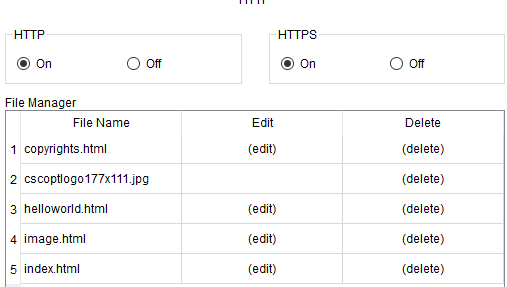 HTTP
HTTP HTTPS
On Off On Off
File Manager
File Name Edit Delete
1 copyrights.html (edit) (delete)
2 cscoptlogo177x111.jpg (delete)
3 helloworld.html (edit) (delete)
4 image.html (edit) (delete)
5 index.html (edit) (delete)